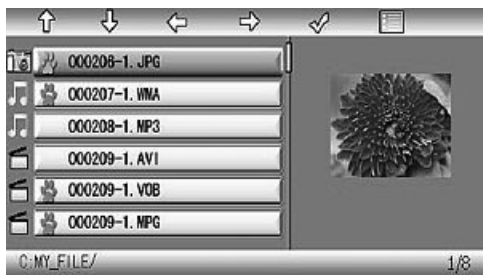 000206-1. JPG
000207-1. WMA
000208-1. MP3
000209-1. AVI
000209-1. VOB
000209-1. MPG
C:MY_FILE/ 1/8